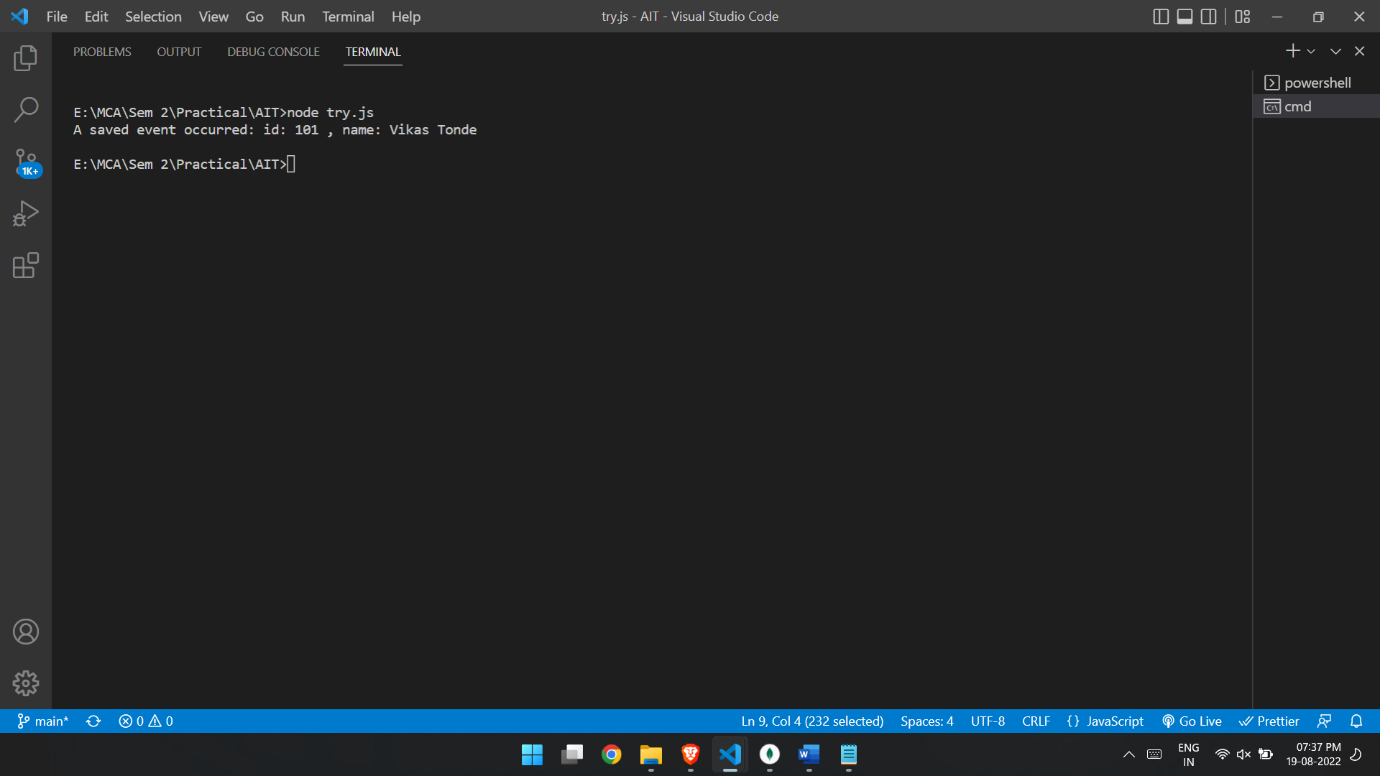 File Edit Selection View Go Run Terminal Help
try.js - AIT - Visual Studio Code
PROBLEMS OUTPUT DEBUG CONSOLE TERMINAL
powershell
cmd
E:\MCA\Sem 2\Practical\AIT>node try.js
A saved event occurred: id: 101 , name: Vikas Tonde
E:\MCA\Sem 2\Practical\AIT>
1K+
main* 0 0 Ln 9, Col 4 (232 selected) Spaces: 4 UTF-8 CRLF {} JavaScript Go Live Prettier
ENG
IN
07:37 PM
19-08-2022